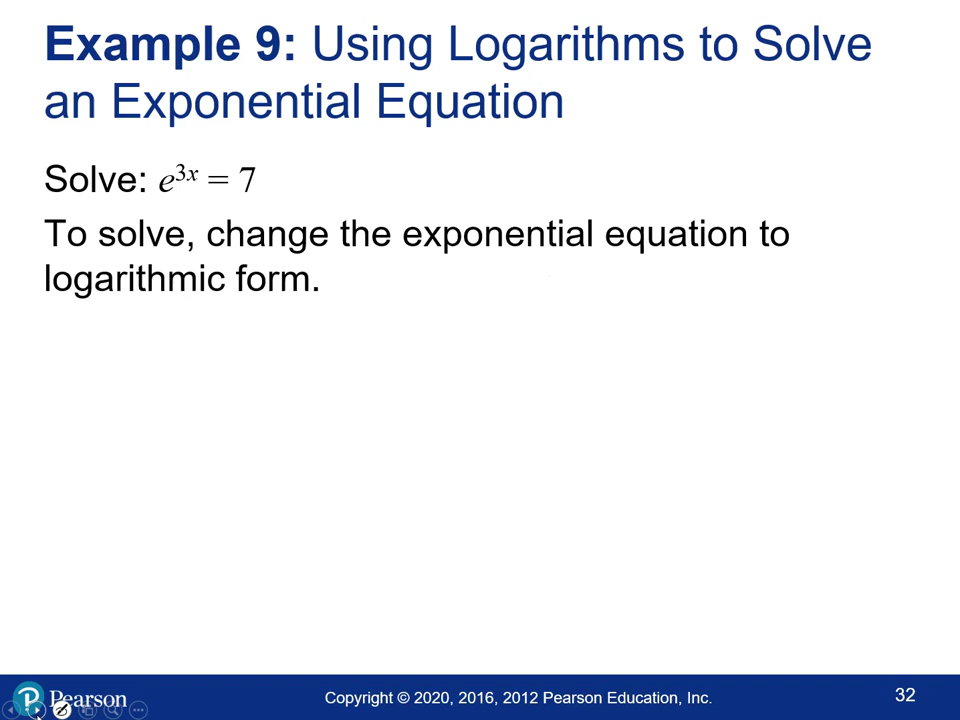 Example 9: Using Logarithms to Solve
an Exponential Equation
Solve: e³ˣ = 7
To solve, change the exponential equation to
logarithmic form.
Pearson
Copyright © 2020, 2016, 2012 Pearson Education, Inc.
32